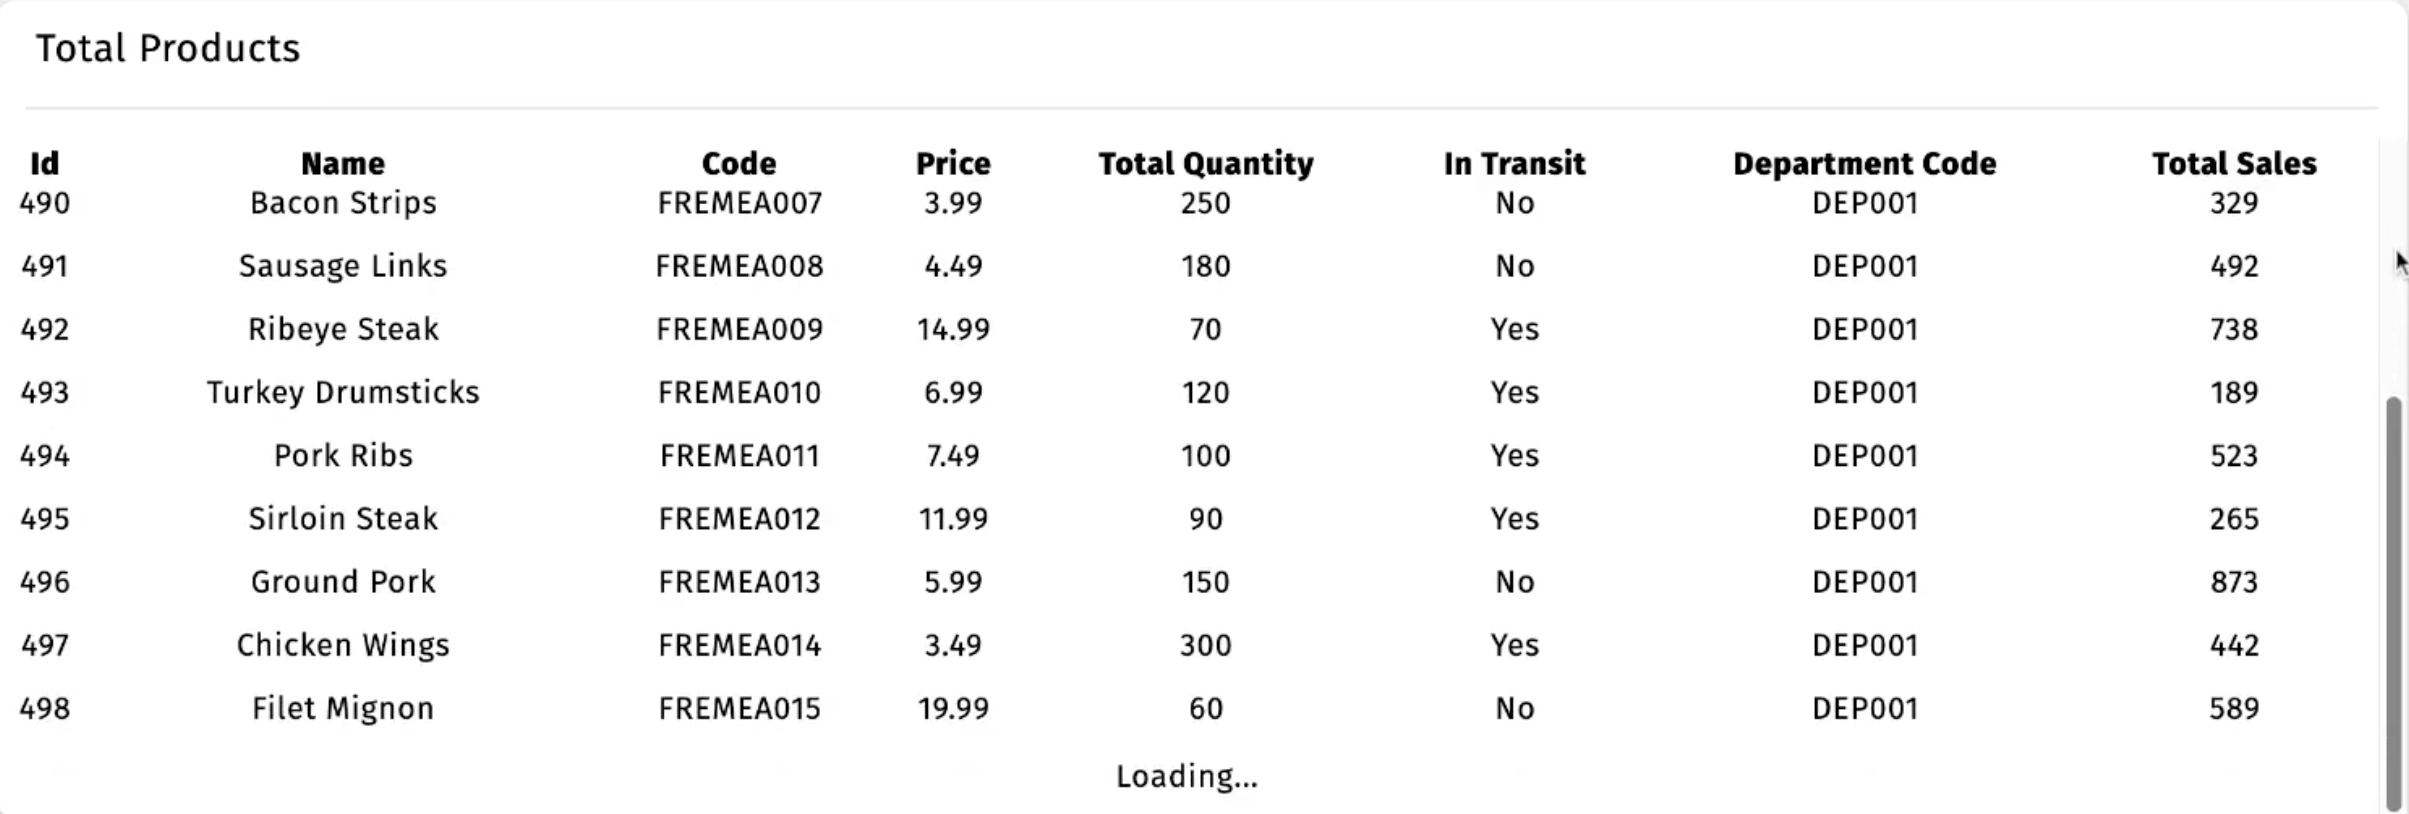 Total Products
Id Name Code Price Total Quantity In Transit Department Code Total Sales
490 Bacon Strips FREMEA007 3.99 250 No DEP001 329
491 Sausage Links FREMEA008 4.49 180 No DEP001 492
492 Ribeye Steak FREMEA009 14.99 70 Yes DEP001 738
493 Turkey Drumsticks FREMEA010 6.99 120 Yes DEP001 189
494 Pork Ribs FREMEA011 7.49 100 Yes DEP001 523
495 Sirloin Steak FREMEA012 11.99 90 Yes DEP001 265
496 Ground Pork FREMEA013 5.99 150 No DEP001 873
497 Chicken Wings FREMEA014 3.49 300 Yes DEP001 442
498 Filet Mignon FREMEA015 19.99 60 No DEP001 589
Loading...